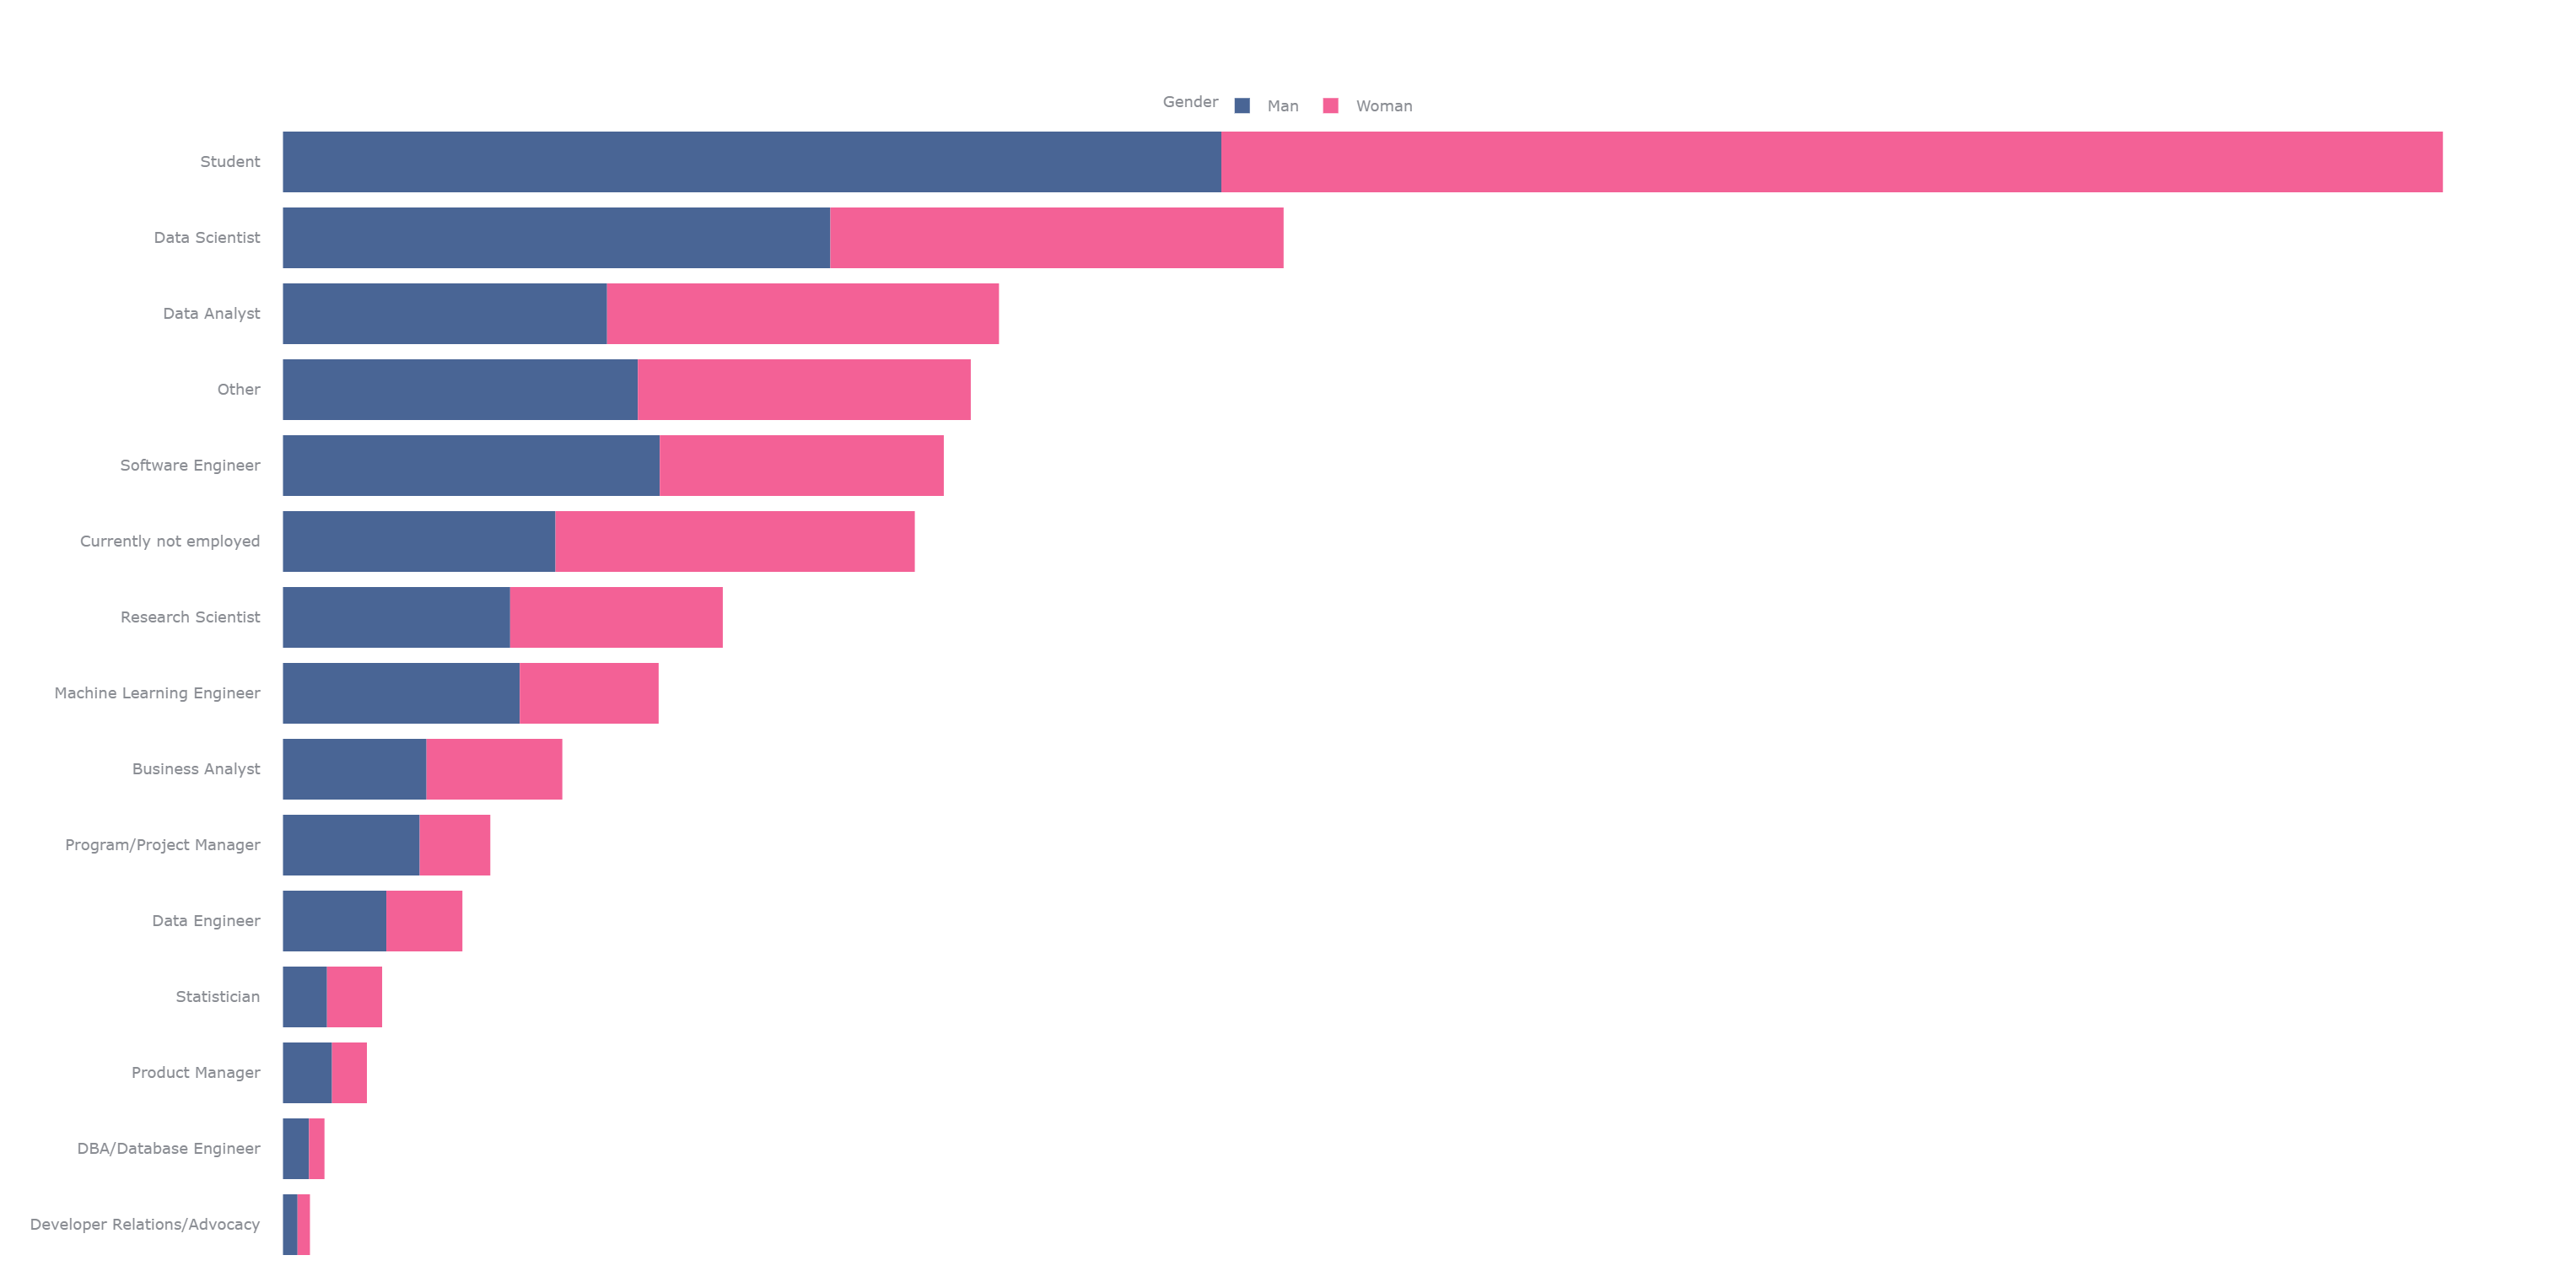 Gender Man Woman
Student
Data Scientist
Data Analyst
Other
Software Engineer
Currently not employed
Research Scientist
Machine Learning Engineer
Business Analyst
Program/Project Manager
Data Engineer
Statistician
Product Manager
DBA/Database Engineer
Developer Relations/Advocacy